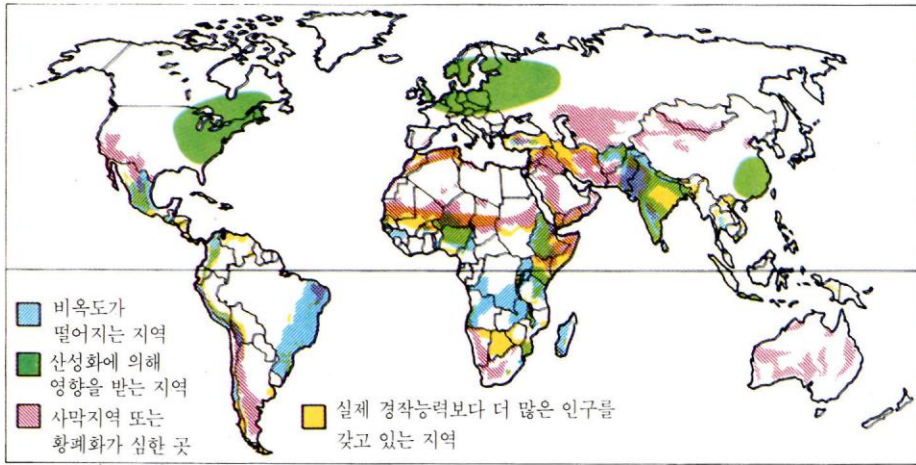 비옥도가
떨어지는 지역
산성화에 의해
영향을 받는 지역
사막지역 또는
황폐화가 심한 곳
실제 경작능력보다 더 많은 인구를
갖고 있는 지역